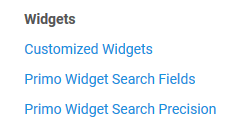 Widgets
Customized Widgets
Primo Widget Search Fields
Primo Widget Search Precision